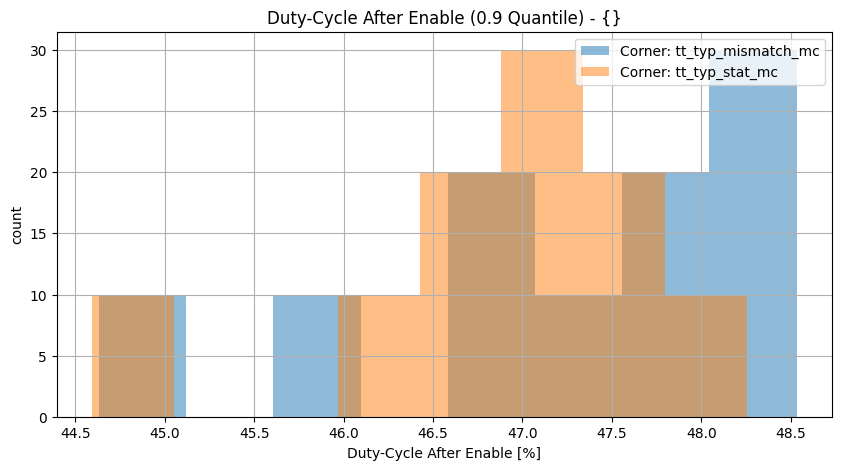 Duty-Cycle After Enable (0.9 Quantile) - {}
Corner: tt_typ_mismatch_mc
Corner: tt_typ_stat_mc
30
25
20
15
10
5
0
count
44.5 45.0 45.5 46.0 46.5 47.0 47.5 48.0 48.5
Duty-Cycle After Enable [%]